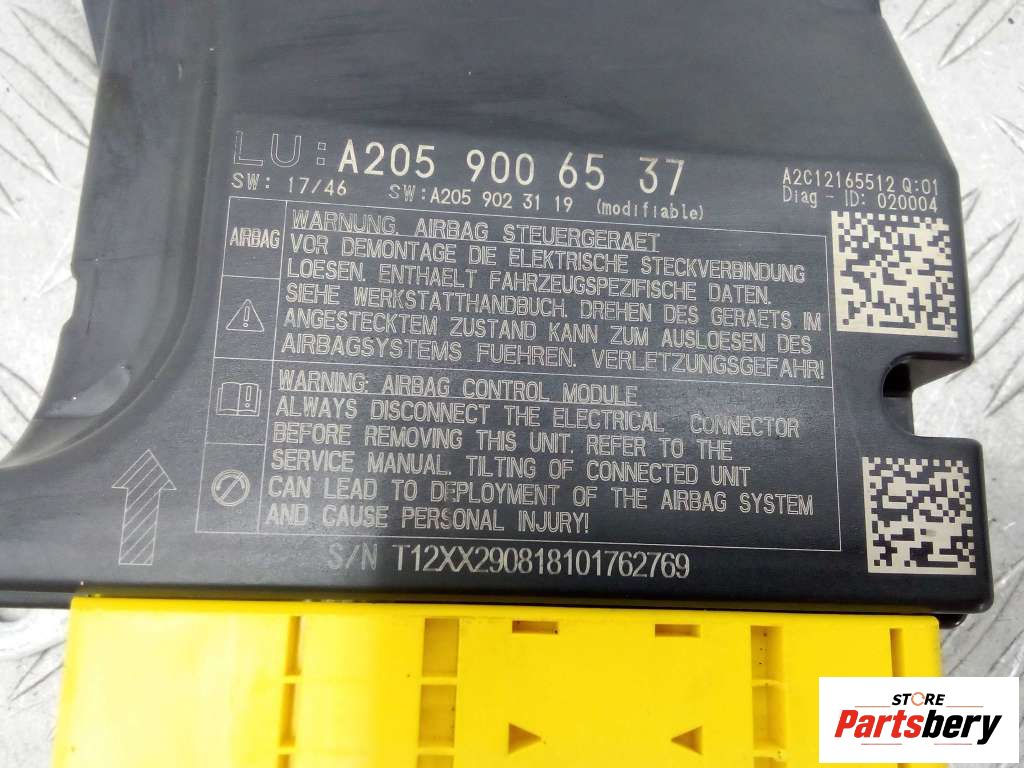 LU: A205 900 65 37
A2C12165512 Q:01
SW: 17/46 SW:A205 902 31 19 (modifiable)
Diag - ID: 020004
AIRBAG
WARNUNG, AIRBAG STEUERGERAET
VOR DEMONTAGE DIE ELEKTRISCHE STECKVERBINDUNG
LOESEN. ENTHAELT FAHRZEUGSPEZIFISCHE DATEN.
SIEHE WERKSTATTHANDBUCH. DREHEN DES GERAETS IM
ANGESTECKTEM ZUSTAND KANN ZUM AUSLOESEN DES
AIRBAGSYSTEMS FUEHREN. VERLETZUNGSGEFAHR!
WARNING: AIRBAG CONTROL MODULE
ALWAYS DISCONNECT THE ELECTRICAL CONNECTOR
BEFORE REMOVING THIS UNIT. REFER TO THE
SERVICE MANUAL. TILTING OF CONNECTED UNIT
CAN LEAD TO DEPLOYMENT OF THE AIRBAG SYSTEM
AND CAUSE PERSONAL INJURY!
S/N T12XX290818101762769
STORE
Partsbery